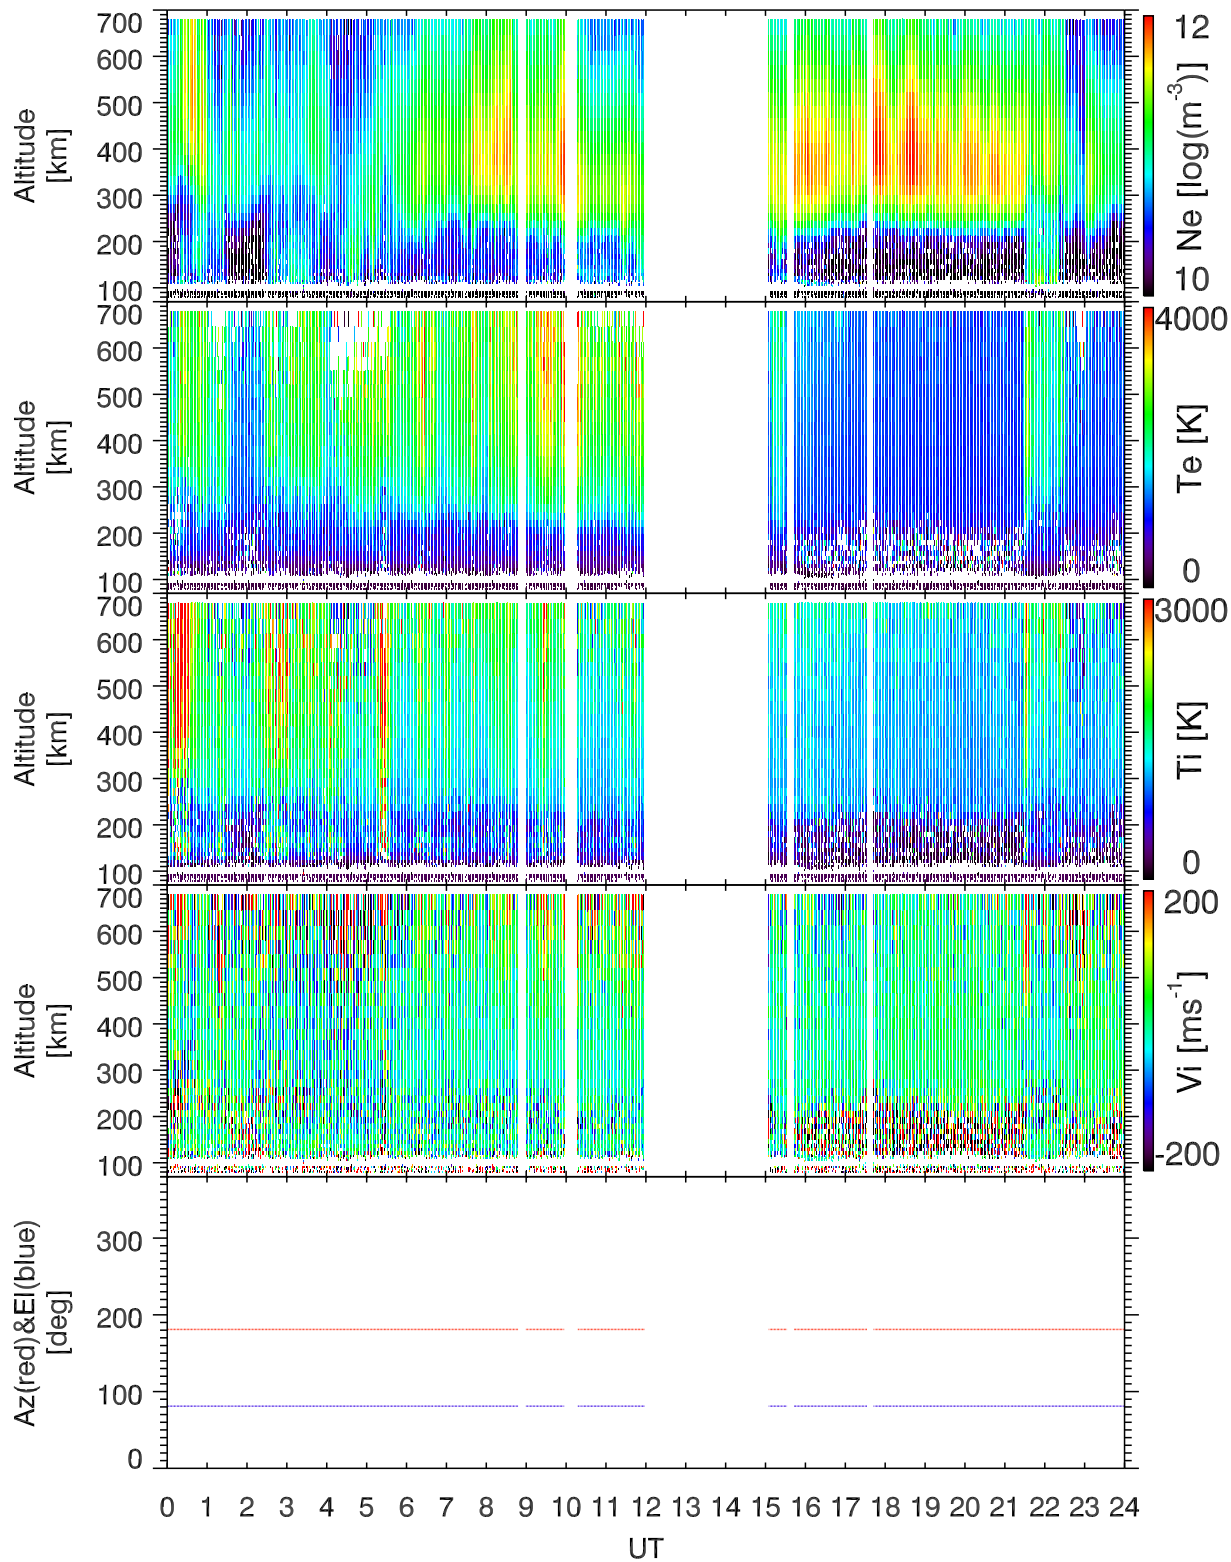 700
600
500
400
300
200
100
Altitude
[km]
12
Ne [log(m⁻³)]
10
700
600
500
400
300
200
100
Altitude
[km]
4000
Te [K]
0
700
600
500
400
300
200
100
Altitude
[km]
3000
Ti [K]
0
700
600
500
400
300
200
100
Altitude
[km]
200
Vi [ms⁻¹]
-200
300
200
100
0
Az(red)&El(blue)
[deg]
0 1 2 3 4 5 6 7 8 9 10 11 12 13 14 15 16 17 18 19 20 21 22 23 24
UT